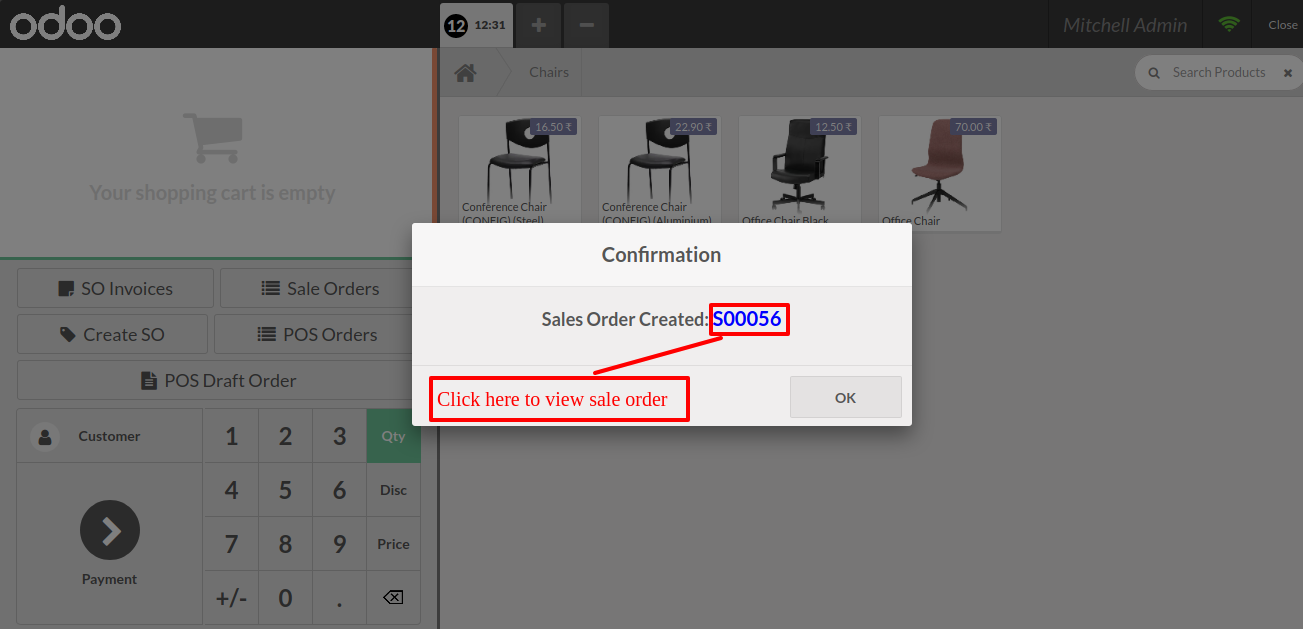 odoo
12 12:31
Mitchell Admin
Close
Your shopping cart is empty
Chairs
Search Products
16.50 ₹
22.90 ₹
12.50 ₹
70.00 ₹
Conference Chair
(CONFIG) (Steel)
Conference Chair
(CONFIG) (Aluminium)
Office Chair Black
Office Chair
Confirmation
Sales Order Created:S00056
Click here to view sale order
OK
SO Invoices
Sale Orders
Create SO
POS Orders
POS Draft Order
Customer
1 2 3 Qty
4 5 6 Disc
7 8 9 Price
+/- 0 .
Payment